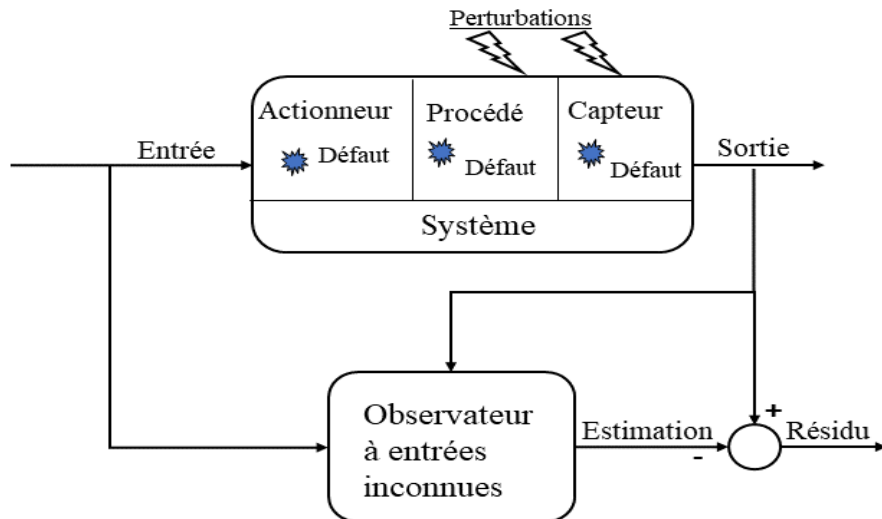 Perturbations
Actionneur
Procédé
Capteur
Défaut
Défaut
Défaut
Entrée
Sortie
Système
Observateur
à entrées
inconnues
Estimation
-
+
Résidu